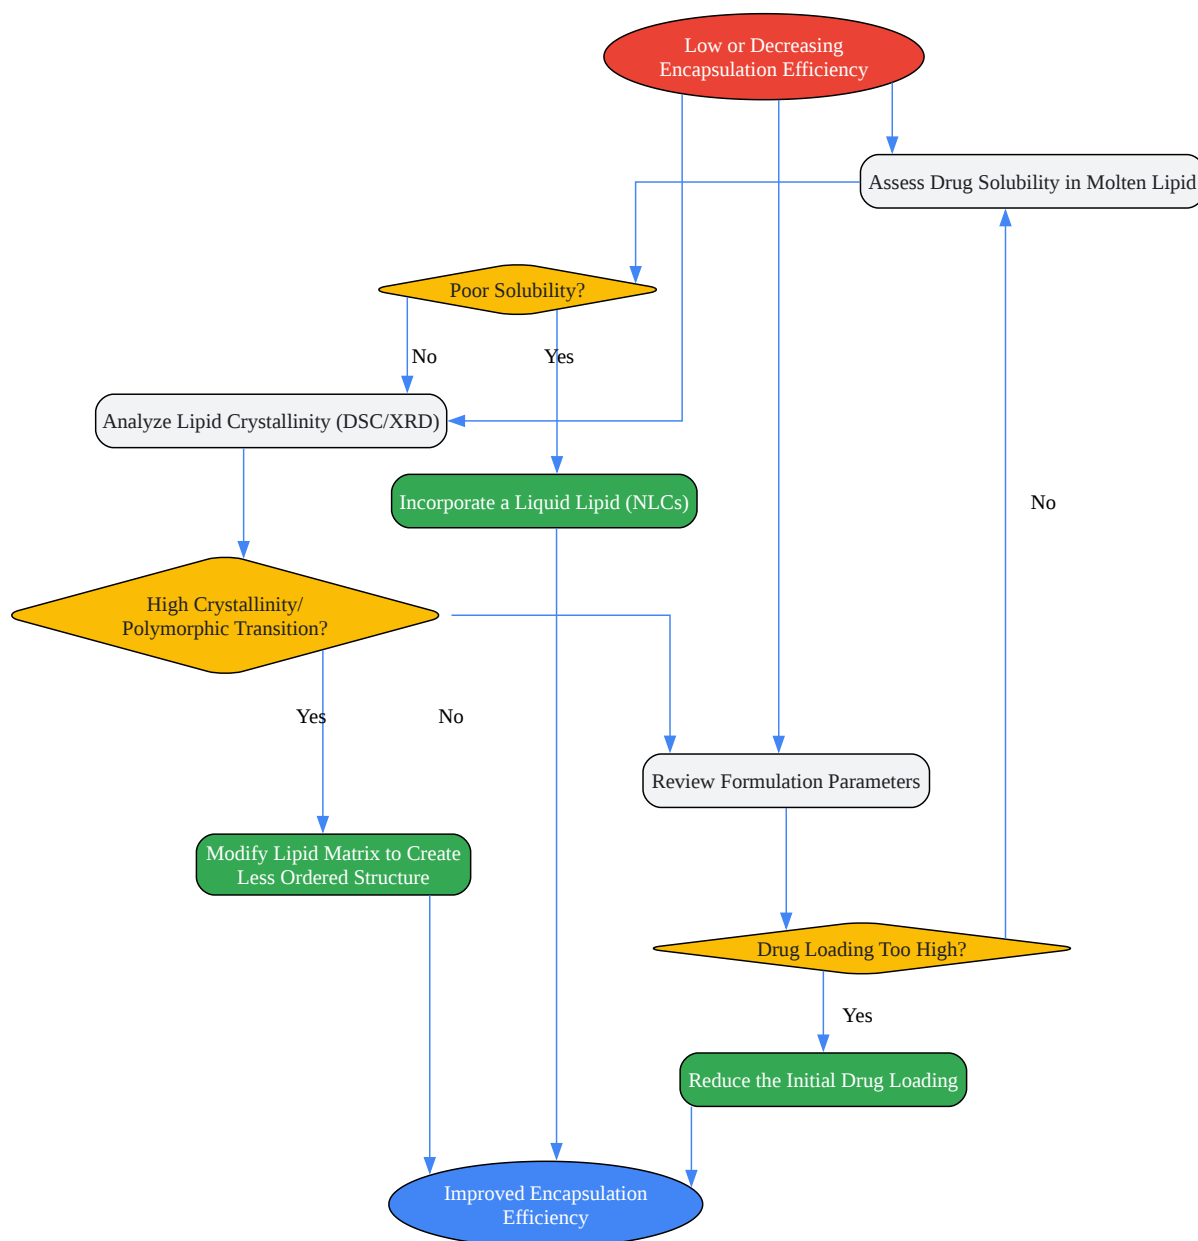 Low or Decreasing
Encapsulation Efficiency
Assess Drug Solubility in Molten Lipid
Poor Solubility?
No
Yes
Analyze Lipid Crystallinity (DSC/XRD)
Incorporate a Liquid Lipid (NLCs)
No
High Crystallinity/
Polymorphic Transition?
Yes
No
Review Formulation Parameters
Modify Lipid Matrix to Create
Less Ordered Structure
Drug Loading Too High?
Yes
Reduce the Initial Drug Loading
Improved Encapsulation
Efficiency